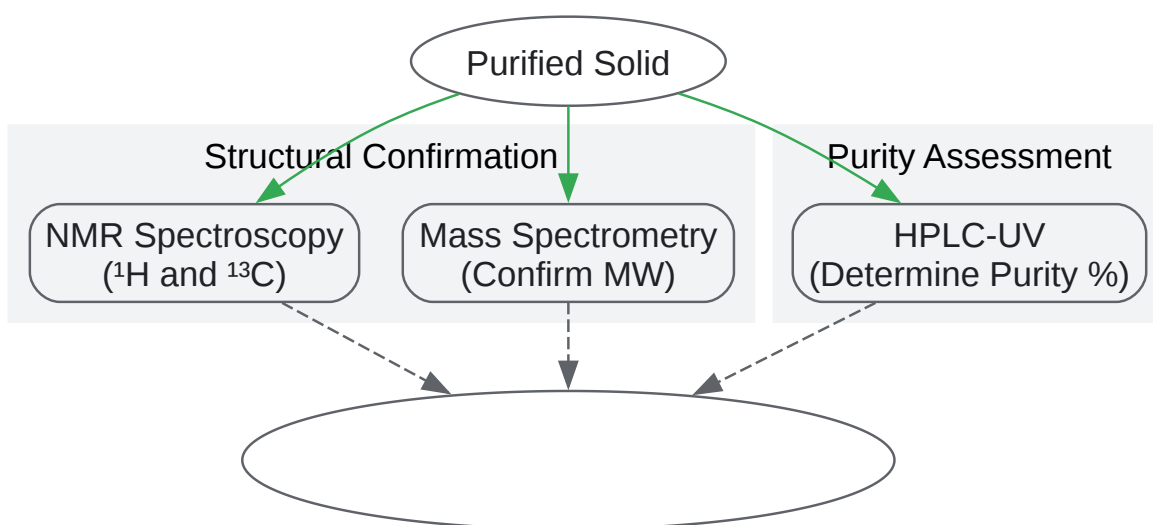 Purified Solid
Structural Confirmation
Purity Assessment
NMR Spectroscopy
(¹H and ¹³C)
Mass Spectrometry
(Confirm MW)
HPLC-UV
(Determine Purity %)